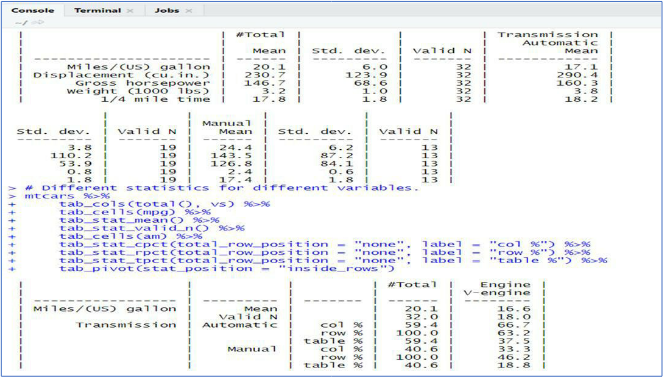 Console Terminal × Jobs ×
~/
| | #Total | | | Transmission |
| | | | | Automatic |
| | Mean | Std. dev. | Valid N | Mean |
| -------------------- | ------ | --------- | ------- | ------------ |
| Miles/(US) gallon | 20.1 | 6.0 | 32 | 17.1 |
| Displacement (cu.in.) | 230.7 | 123.9 | 32 | 290.4 |
| Gross horsepower | 146.7 | 68.6 | 32 | 160.3 |
| Weight (1000 lbs) | 3.2 | 1.0 | 32 | 3.8 |
| 1/4 mile time | 17.8 | 1.8 | 32 | 18.2 |
| | Manual | | |
Std. dev. | Valid N | Mean | Std. dev. | Valid N |
--------- | ------- | ------ | --------- | ------- |
3.8 | 19 | 24.4 | 6.2 | 13 |
110.2 | 19 | 143.5 | 87.2 | 13 |
53.9 | 19 | 126.8 | 84.1 | 13 |
0.8 | 19 | 2.4 | 0.6 | 13 |
1.8 | 19 | 17.4 | 1.8 | 13 |
> # Different statistics for different variables.
> mtcars %>%
+ tab_cols(total(), vs) %>%
+ tab_cells(mpg) %>%
+ tab_stat_mean() %>%
+ tab_stat_valid_n() %>%
+ tab_cells(am) %>%
+ tab_stat_cpct(total_row_position = "none", label = "col %") %>%
+ tab_stat_rpct(total_row_position = "none", label = "row %") %>%
+ tab_stat_tpct(total_row_position = "none", label = "table %") %>%
+ tab_pivot(stat_position = "inside_rows")
| | | | #Total | Engine |
| | | | | V-engine |
| ----------------- | --------- | ------- | ------ | -------- |
| Miles/(US) gallon | Mean | | 20.1 | 16.6 |
| | Valid N | | 32.0 | 18.0 |
| Transmission | Automatic | col % | 59.4 | 66.7 |
| | | row % | 100.0 | 63.2 |
| | | table % | 59.4 | 37.5 |
| | Manual | col % | 40.6 | 33.3 |
| | | row % | 100.0 | 46.2 |
| | | table % | 40.6 | 18.8 |